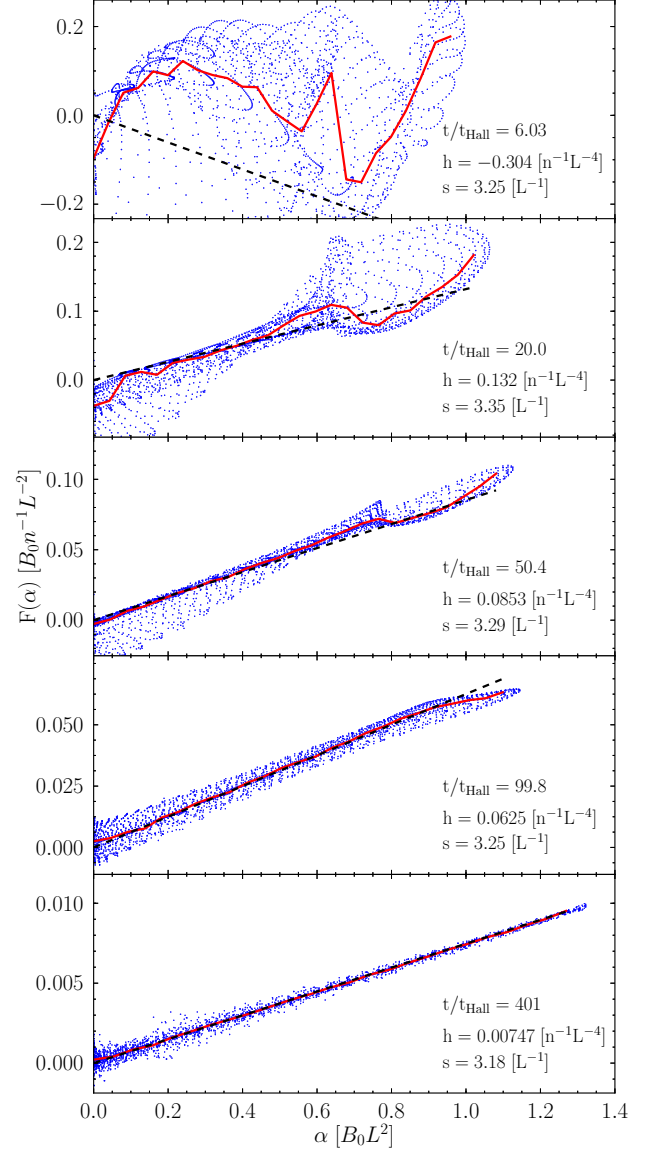 0.2
0.0
−0.2
t/t_Hall = 6.03
h = −0.304 [n⁻¹L⁻⁴]
s = 3.25 [L⁻¹]
0.2
0.1
0.0
t/t_Hall = 20.0
h = 0.132 [n⁻¹L⁻⁴]
s = 3.35 [L⁻¹]
F(α) [B₀n⁻¹L⁻²]
0.10
0.05
0.00
t/t_Hall = 50.4
h = 0.0853 [n⁻¹L⁻⁴]
s = 3.29 [L⁻¹]
0.050
0.025
0.000
t/t_Hall = 99.8
h = 0.0625 [n⁻¹L⁻⁴]
s = 3.25 [L⁻¹]
0.010
0.005
0.000
t/t_Hall = 401
h = 0.00747 [n⁻¹L⁻⁴]
s = 3.18 [L⁻¹]
0.0 0.2 0.4 0.6 0.8 1.0 1.2 1.4
α [B₀L²]